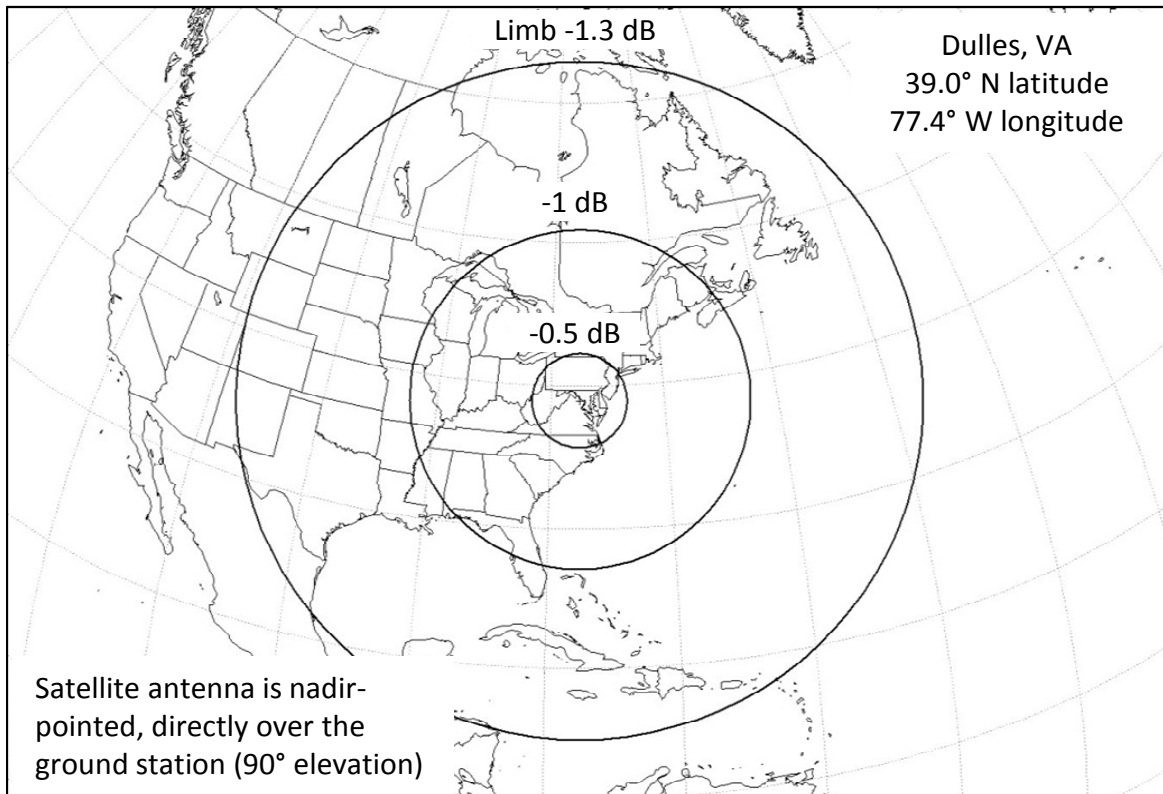 Limb -1.3 dB
Dulles, VA
39.0° N latitude
77.4° W longitude
-1 dB
-0.5 dB
Satellite antenna is nadir-
pointed, directly over the
ground station (90° elevation)